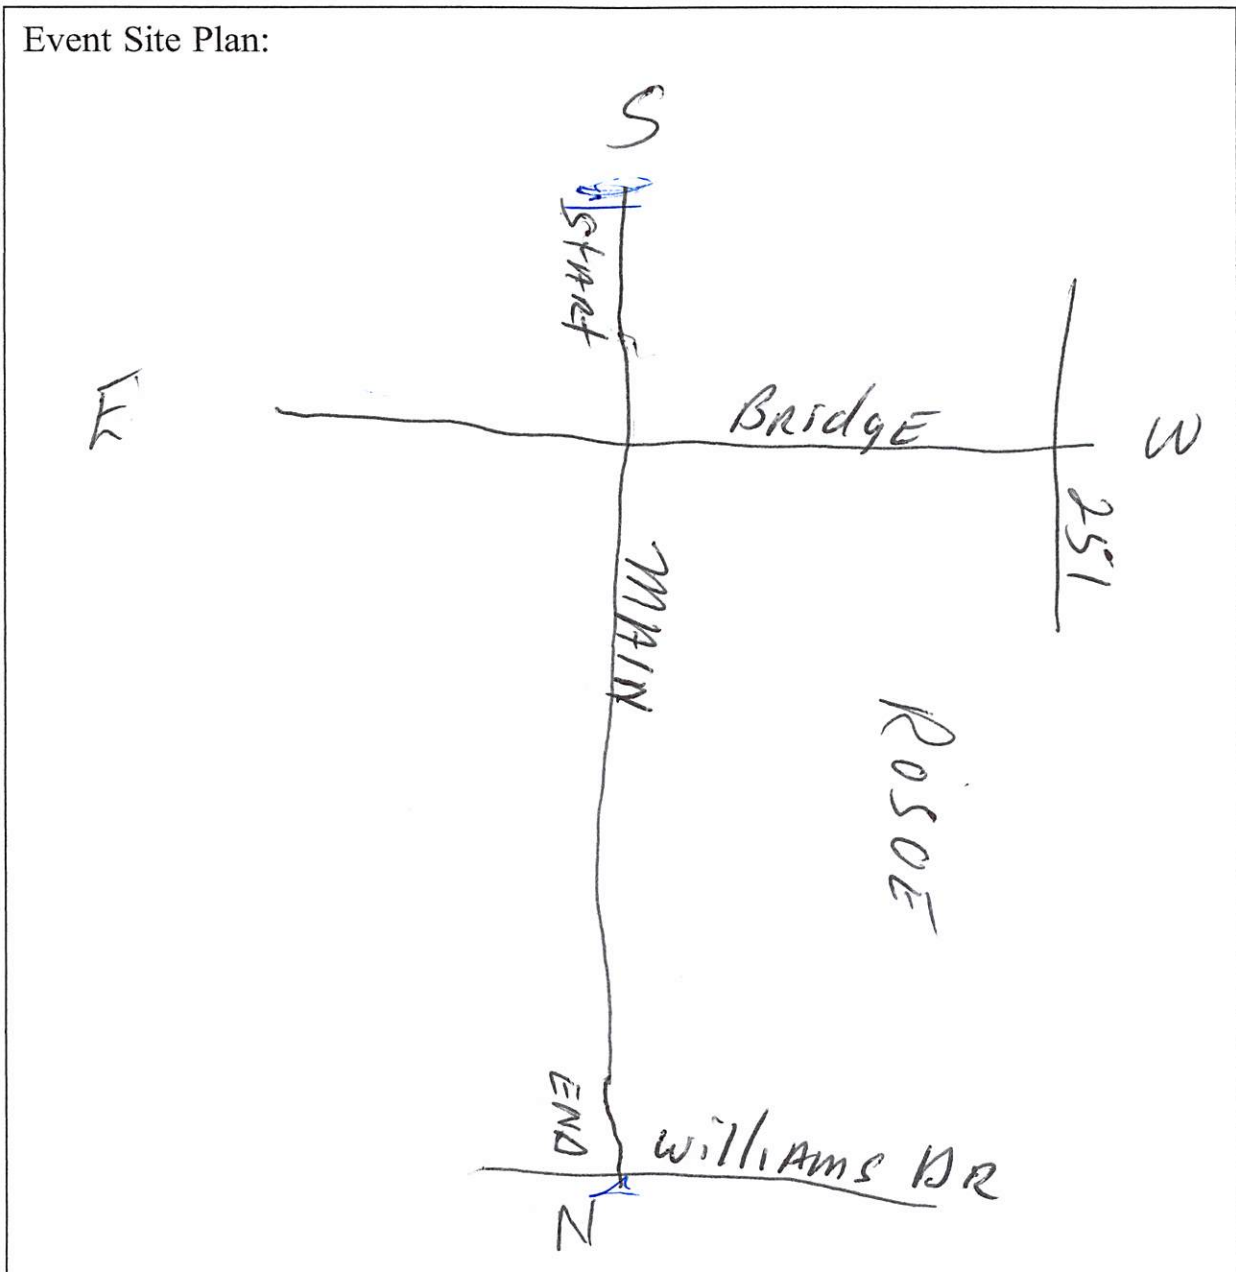 Event Site Plan:
S
START
E
BRidgE
W
251
MAIN
ROSOE
END
williAms DR
N